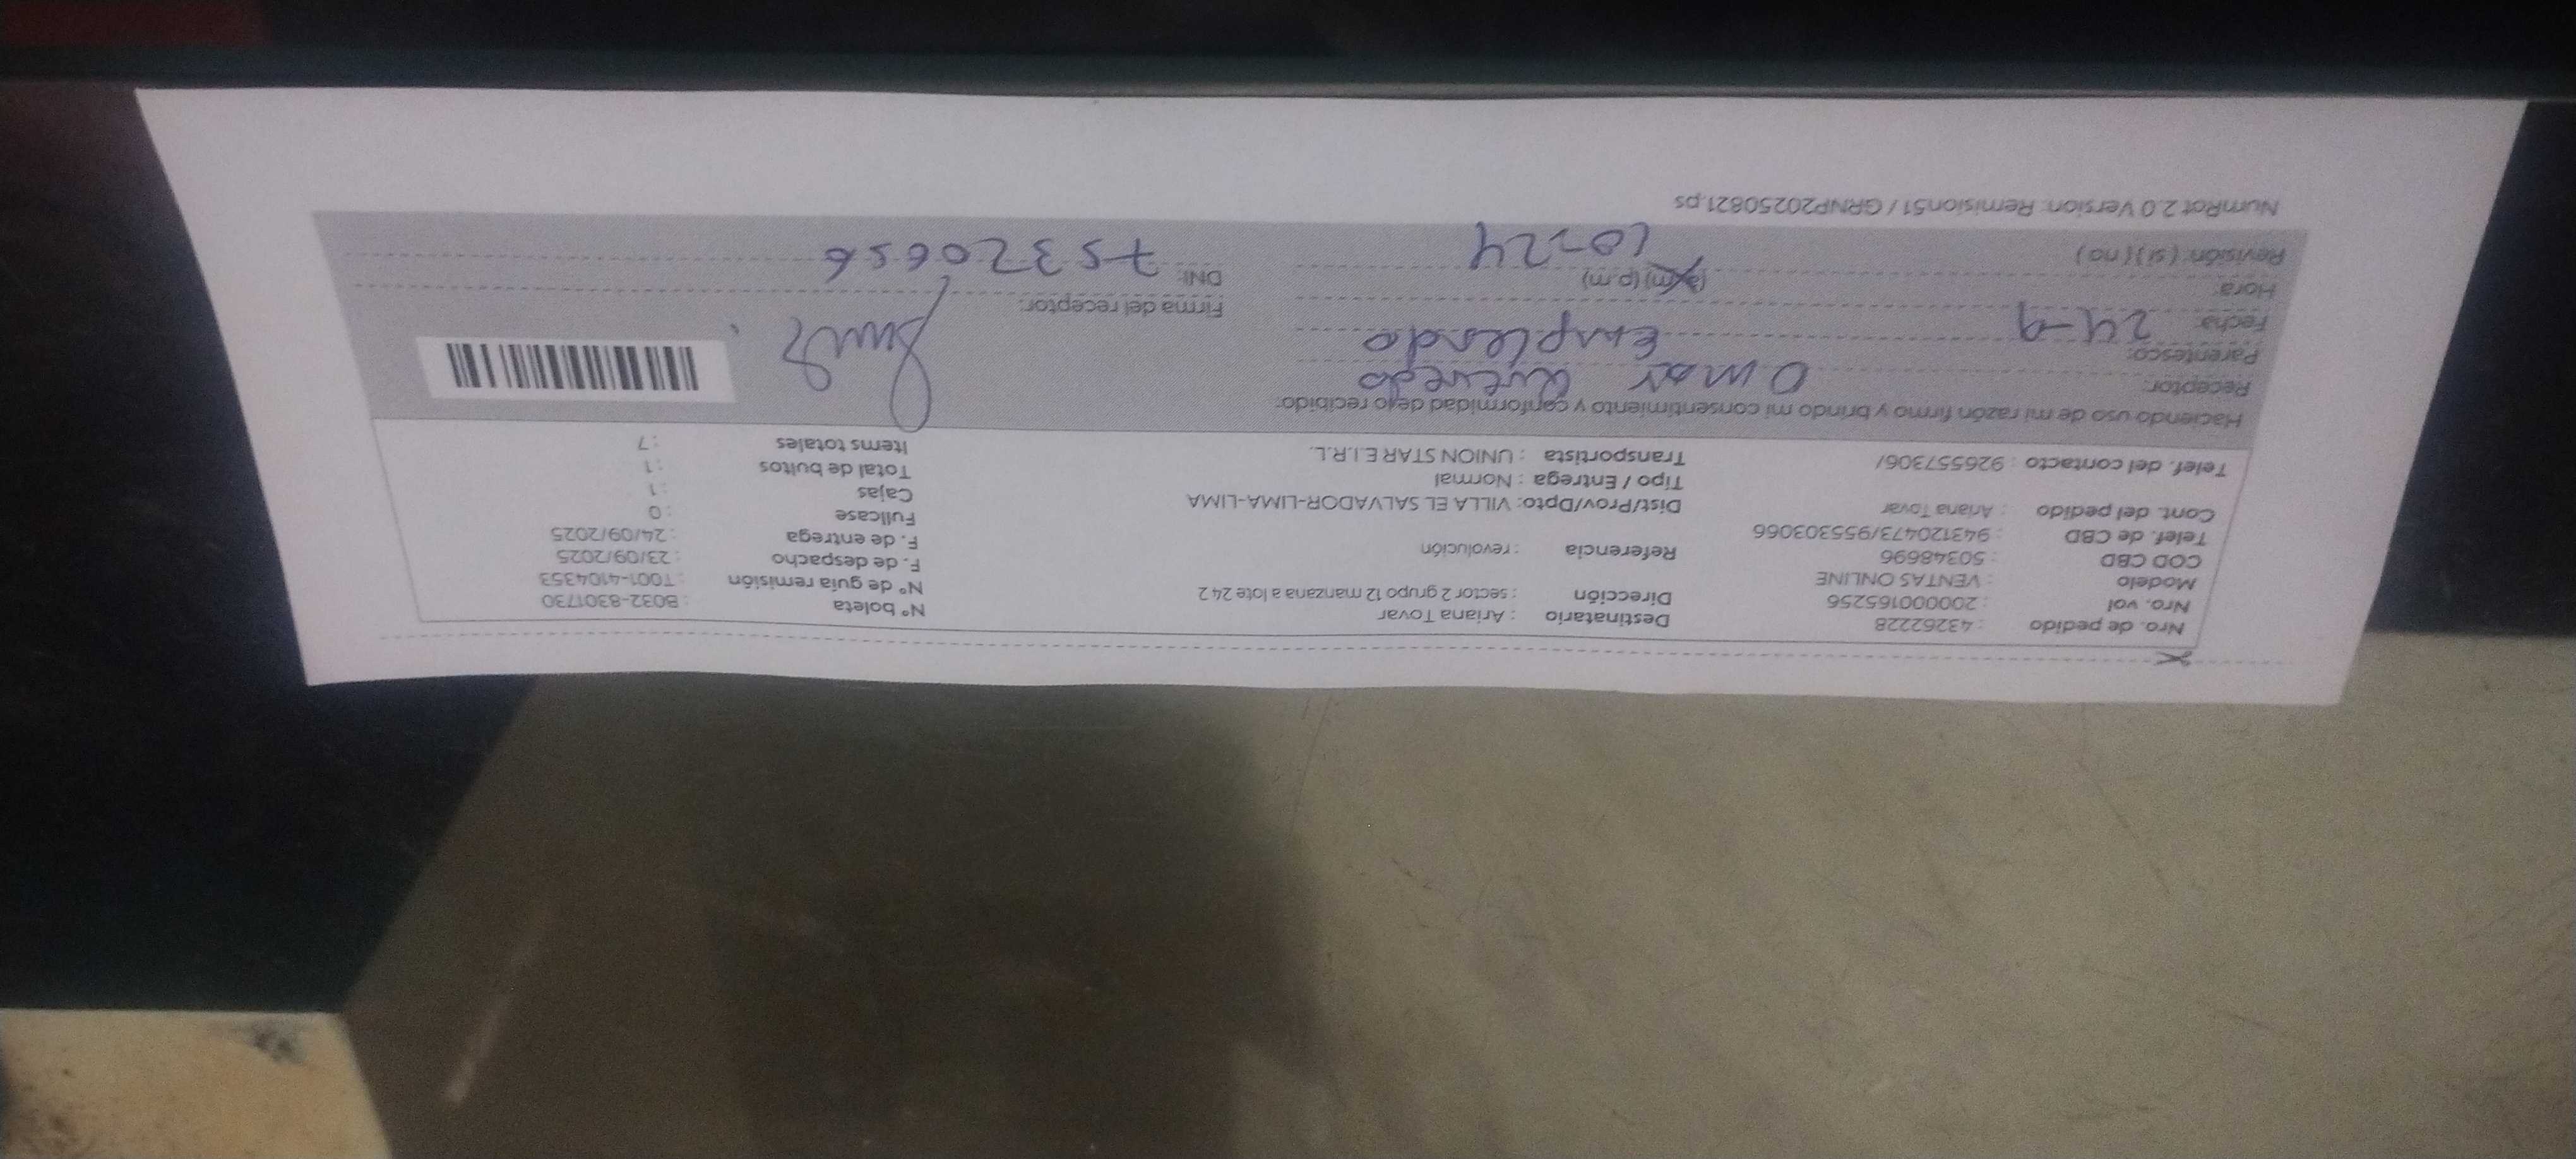 Nro. de pedido : 43262228
Nro. vol : 200000165256
Modelo : VENTAS ONLINE
COD CBD : 50348696
Telef. de CBD : 943120473/955303066
Cont. del pedido : Ariana Tovar
Telef. del contacto : 926557306/
Destinatario : Ariana Tovar
Dirección : sector 2 grupo 12 manzana a lote 24 2
Referencia : revolución
Dist/Prov/Dpto: VILLA EL SALVADOR-LIMA-LIMA
Tipo / Entrega : Normal
Transportista : UNION STAR E.I.R.L.
N° boleta : B032-8301730
N° de guía remisión : T001-4104353
F. de despacho : 23/09/2025
F. de entrega : 24/09/2025
Fullcase : 0
Cajas : 1
Total de bultos : 1
Items totales : 7
Haciendo uso de mi razón firmo y brindo mi consentimiento y conformidad de lo recibido:
Receptor: Omar
Parentesco: Empleado
Fecha: 24-9
Hora: (a.m) (p.m)
10-24
Revisión: ( si ) ( no )
Firma del receptor:
DNI: 75320656
NumRot 2.0 Version: Remision51 / GRNP20250821.ps